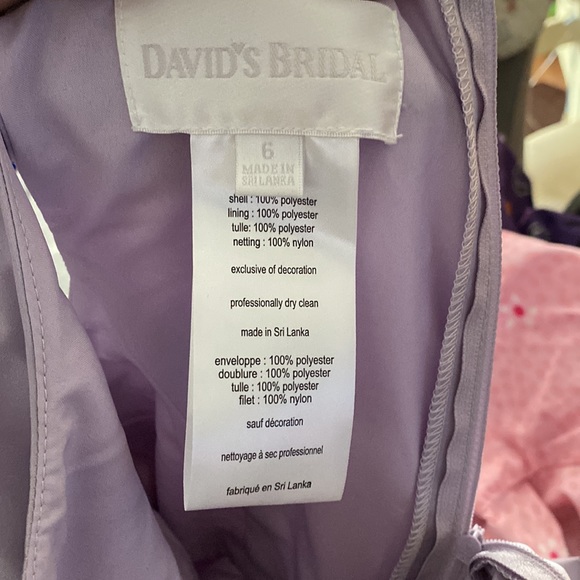 DAVID'S BRIDAL
6
MADE IN
SRI LANKA
shell : 100% polyester
lining : 100% polyester
tulle: 100% polyester
netting : 100% nylon
exclusive of decoration
professionally dry clean
made in Sri Lanka
enveloppe : 100% polyester
doublure : 100% polyester
tulle : 100% polyester
filet : 100% nylon
sauf décoration
nettoyage à sec professionnel
fabriqué en Sri Lanka